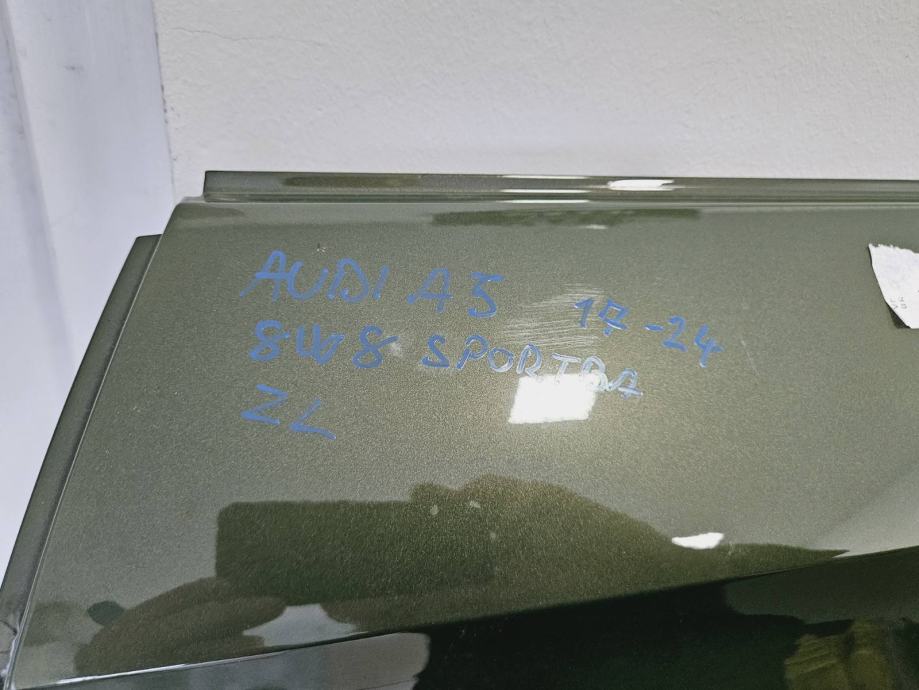 AUDI A5 17-24
8W8 SPORTBA
ZL